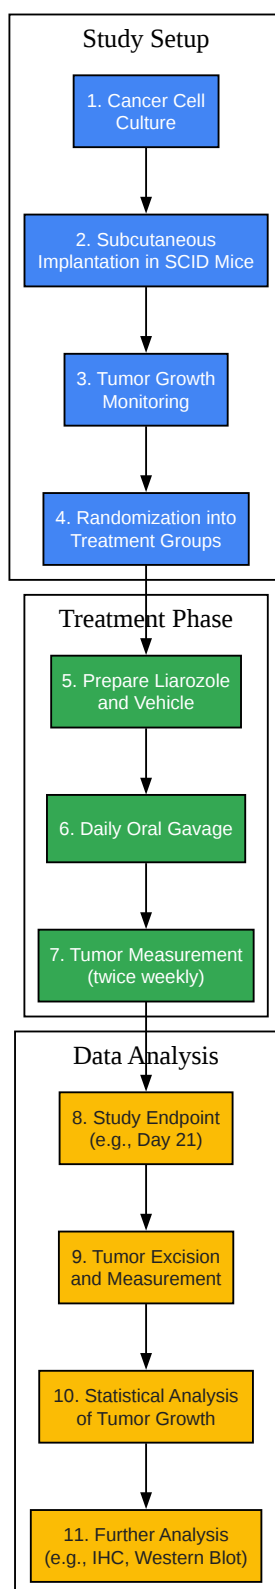 Study Setup
1. Cancer Cell
Culture
2. Subcutaneous
Implantation in SCID Mice
3. Tumor Growth
Monitoring
4. Randomization into
Treatment Groups
Treatment Phase
5. Prepare Liarozole
and Vehicle
6. Daily Oral Gavage
7. Tumor Measurement
(twice weekly)
Data Analysis
8. Study Endpoint
(e.g., Day 21)
9. Tumor Excision
and Measurement
10. Statistical Analysis
of Tumor Growth
11. Further Analysis
(e.g., IHC, Western Blot)